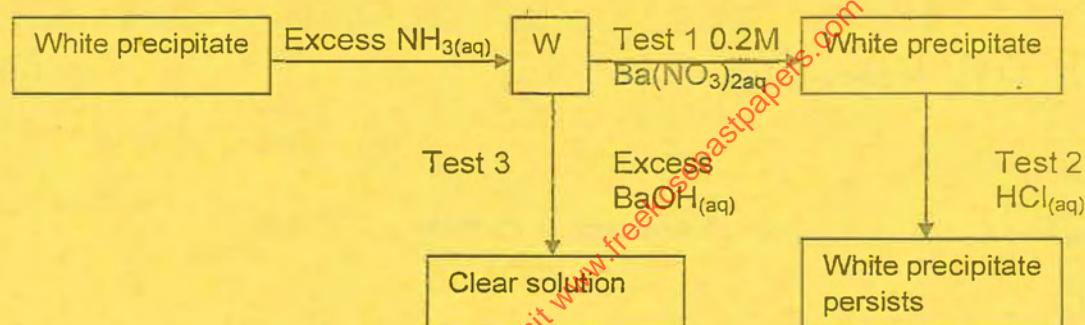 White precipitate
Excess NH₃(aq)
W
Test 1 0.2M
Ba(NO₃)₂aq
White precipitate
Test 3
Excess
BaOH(aq)
Test 2
HCl(aq)
Clear solution
White precipitate
persists
www.freekcsepastpapers.com